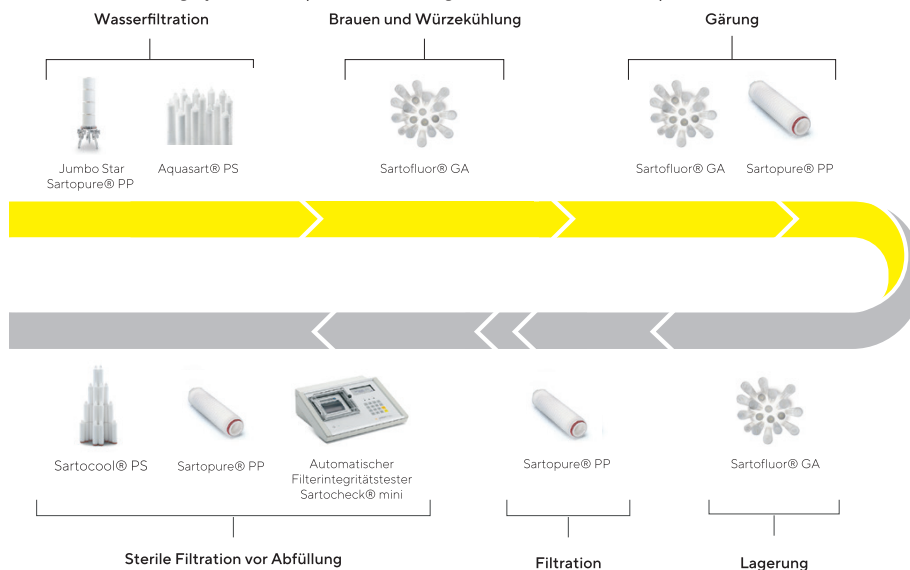 Wasserfiltration
Brauen und Würzekühlung
Gärung
Jumbo Star
Sartopure® PP
Aquasart® PS
Sartofluor® GA
Sartofluor® GA
Sartopure® PP
Sartocool® PS
Sartopure® PP
Automatischer
Filterintegritätstester
Sartocheck® mini
Sartopure® PP
Sartofluor® GA
Sterile Filtration vor Abfüllung
Filtration
Lagerung